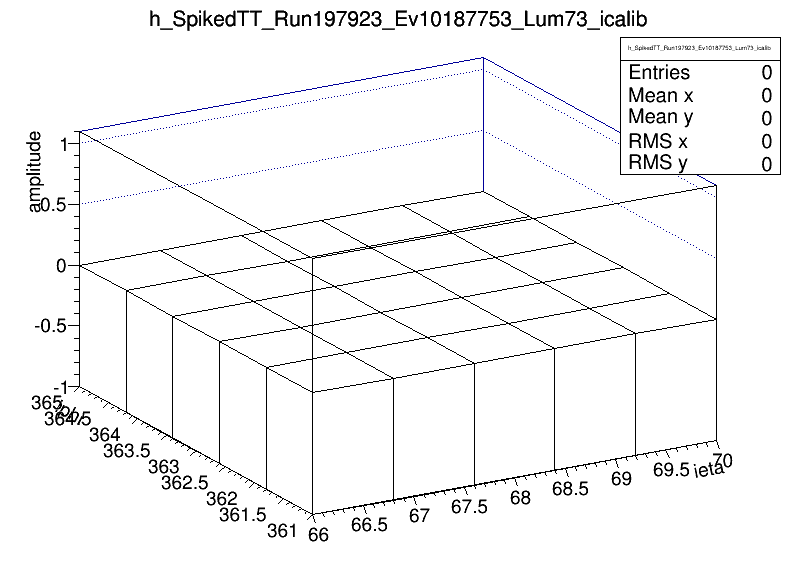 h_SpikedTT_Run197923_Ev10187753_Lum73_icalib
h_SpikedTT_Run197923_Ev10187753_Lum73_icalib
Entries 0
Mean x 0
Mean y 0
RMS x 0
RMS y 0
amplitude
1
0.5
0
-0.5
-1
365
364.5
364
363.5
363
362.5
362
361.5
361
66
66.5
67
67.5
68
68.5
69
69.5
70
ieta